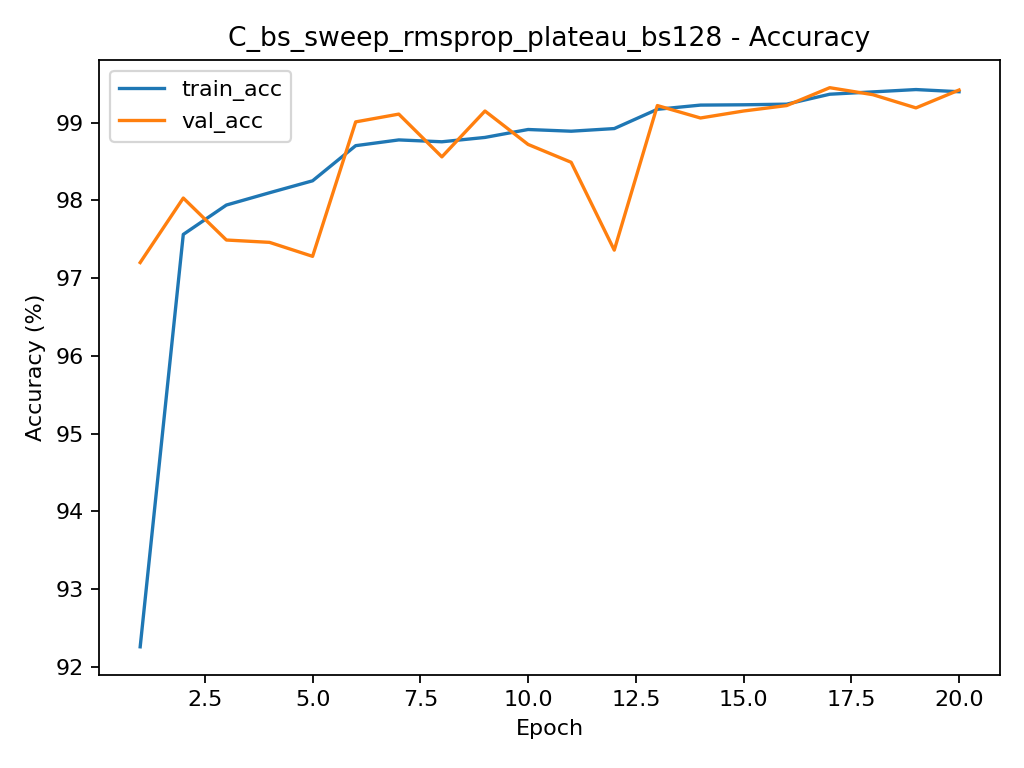 C_bs_sweep_rmsprop_plateau_bs128 - Accuracy
train_acc
val_acc
Accuracy (%)
99
98
97
96
95
94
93
92
2.5 5.0 7.5 10.0 12.5 15.0 17.5 20.0
Epoch